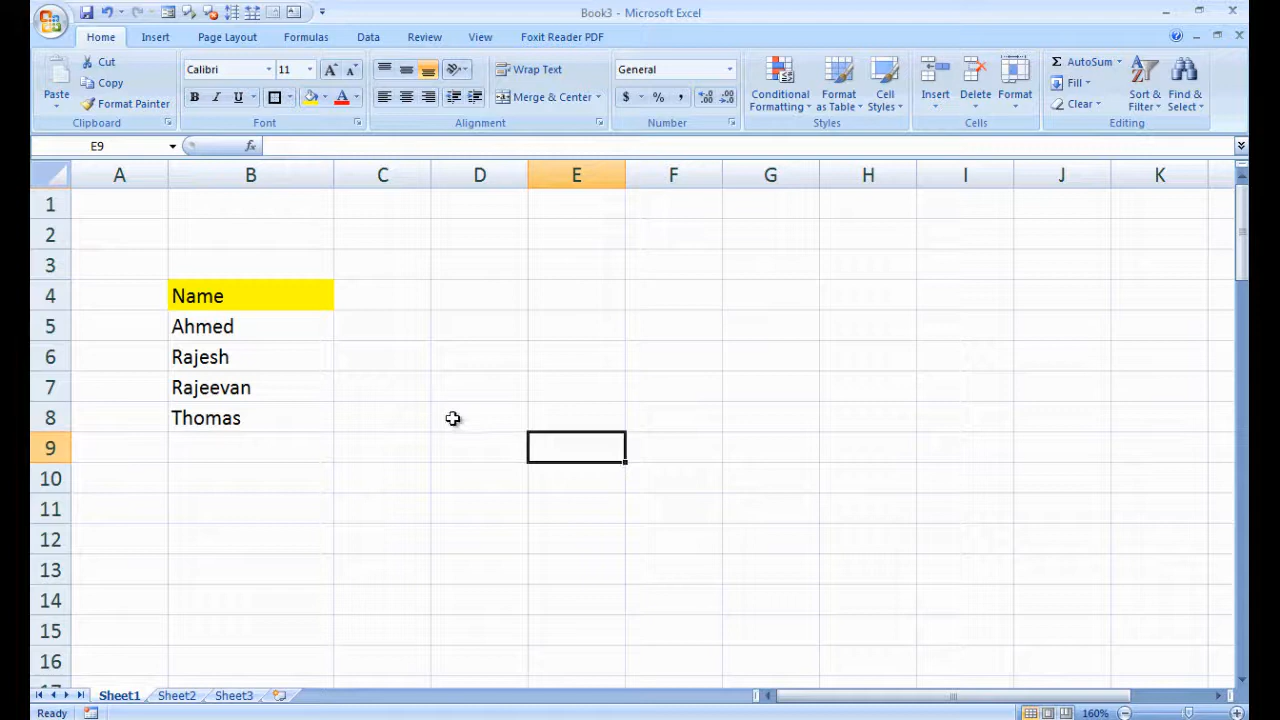 Book3 - Microsoft Excel
Home Insert Page Layout Formulas Data Review View Foxit Reader PDF
Paste
Cut
Copy
Format Painter
Clipboard
Calibri 11
B I U
Font
Wrap Text
Merge & Center
Alignment
General
$ % ,
Number
Conditional Formatting
Format as Table
Cell Styles
Styles
Insert Delete Format
Cells
AutoSum
Fill
Clear
Sort & Filter
Find & Select
Editing
E9 fx
A B C D E F G H I J K
1
2
3
4 Name
5 Ahmed
6 Rajesh
7 Rajeevan
8 Thomas
9
10
11
12
13
14
15
16
Sheet1 Sheet2 Sheet3
Ready 160%